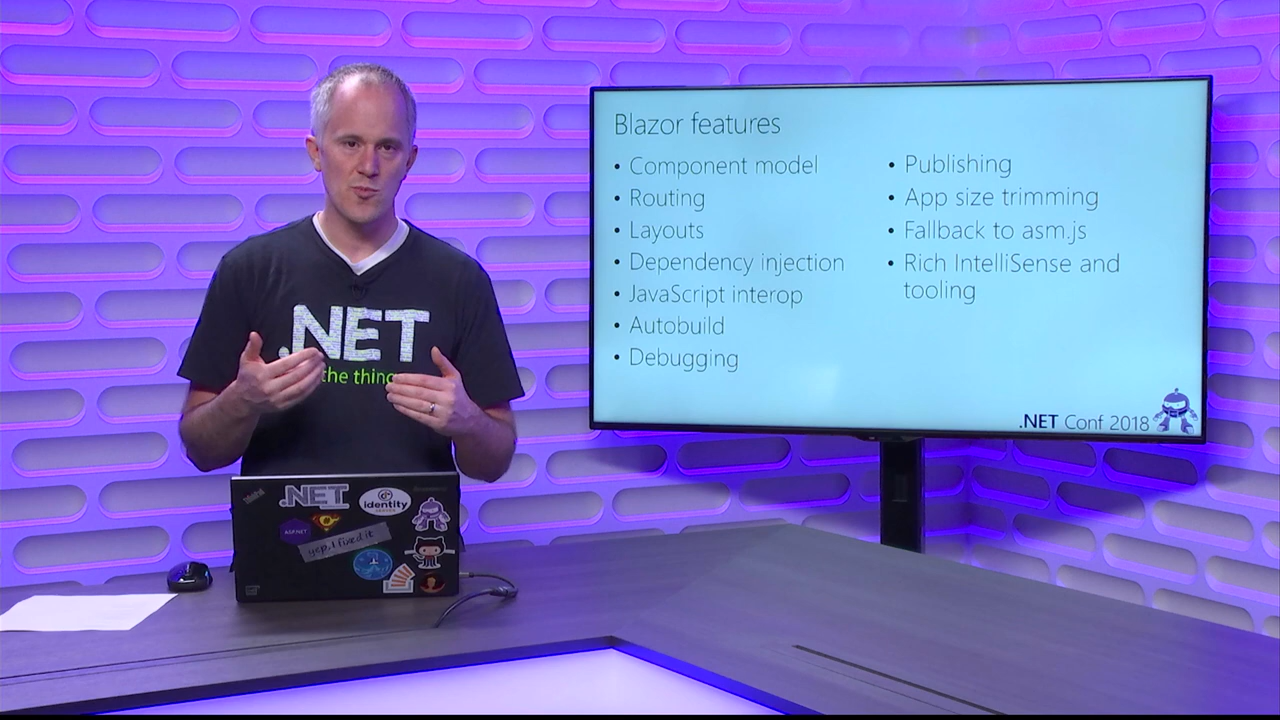 Blazor features
• Component model
• Routing
• Layouts
• Dependency injection
• JavaScript interop
• Autobuild
• Debugging
• Publishing
• App size trimming
• Fallback to asm.js
• Rich IntelliSense and
tooling
.NET Conf 2018
.NET
the thing
.NET
identity
ASP.NET
yep, I fixed it